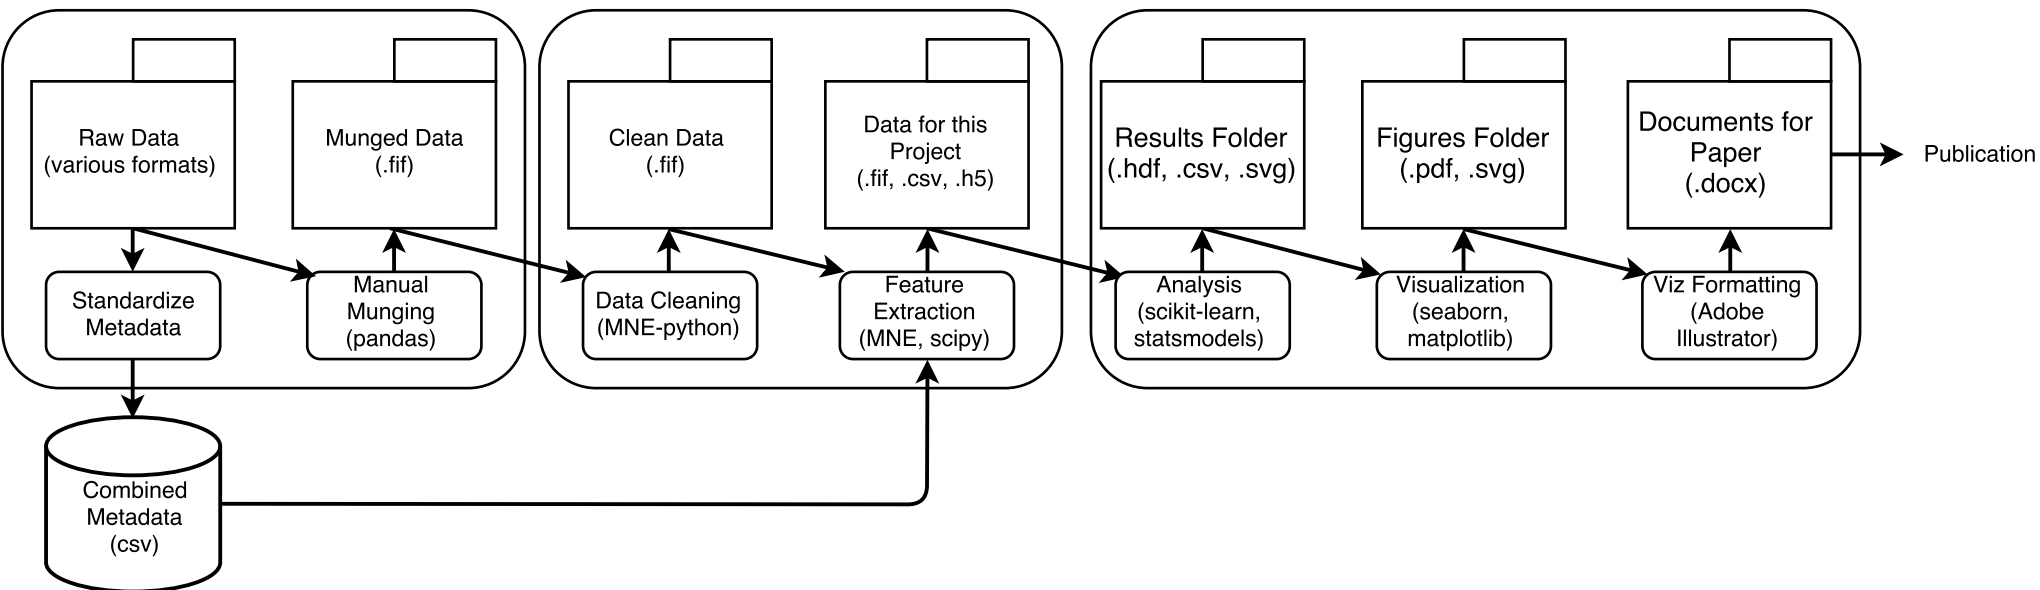 Raw Data
(various formats)
Munged Data
(.fif)
Clean Data
(.fif)
Data for this
Project
(.fif, .csv, .h5)
Results Folder
(.hdf, .csv, .svg)
Figures Folder
(.pdf, .svg)
Documents for
Paper
(.docx)
Publication
Standardize
Metadata
Manual
Munging
(pandas)
Data Cleaning
(MNE-python)
Feature
Extraction
(MNE, scipy)
Analysis
(scikit-learn,
statsmodels)
Visualization
(seaborn,
matplotlib)
Viz Formatting
(Adobe
Illustrator)
Combined
Metadata
(csv)